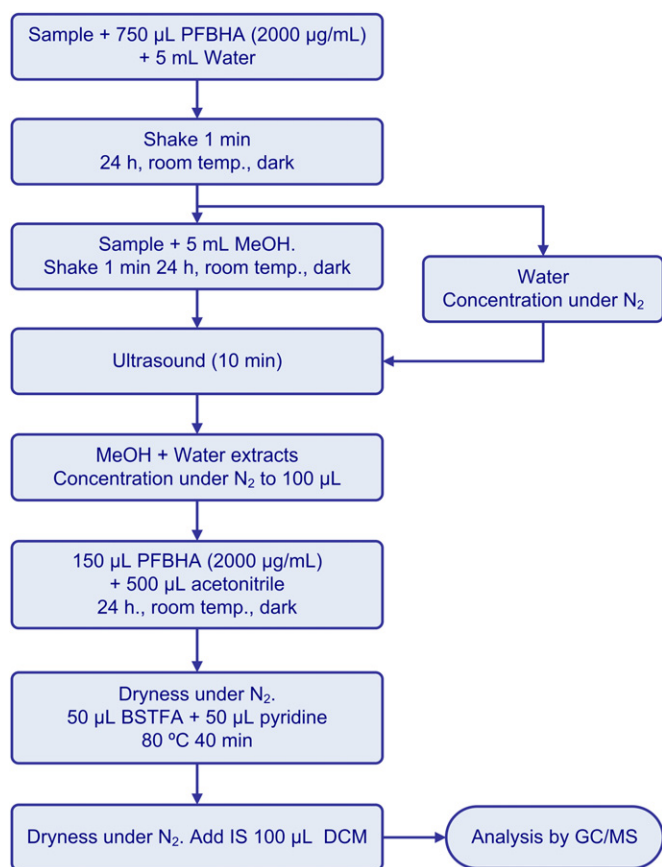 Sample + 750 µL PFBHA (2000 µg/mL)
+ 5 mL Water
Shake 1 min
24 h, room temp., dark
Sample + 5 mL MeOH.
Shake 1 min 24 h, room temp., dark
Water
Concentration under N₂
Ultrasound (10 min)
MeOH + Water extracts
Concentration under N₂ to 100 µL
150 µL PFBHA (2000 µg/mL)
+ 500 µL acetonitrile
24 h., room temp., dark
Dryness under N₂.
50 µL BSTFA + 50 µL pyridine
80 ºC 40 min
Dryness under N₂. Add IS 100 µL DCM
Analysis by GC/MS